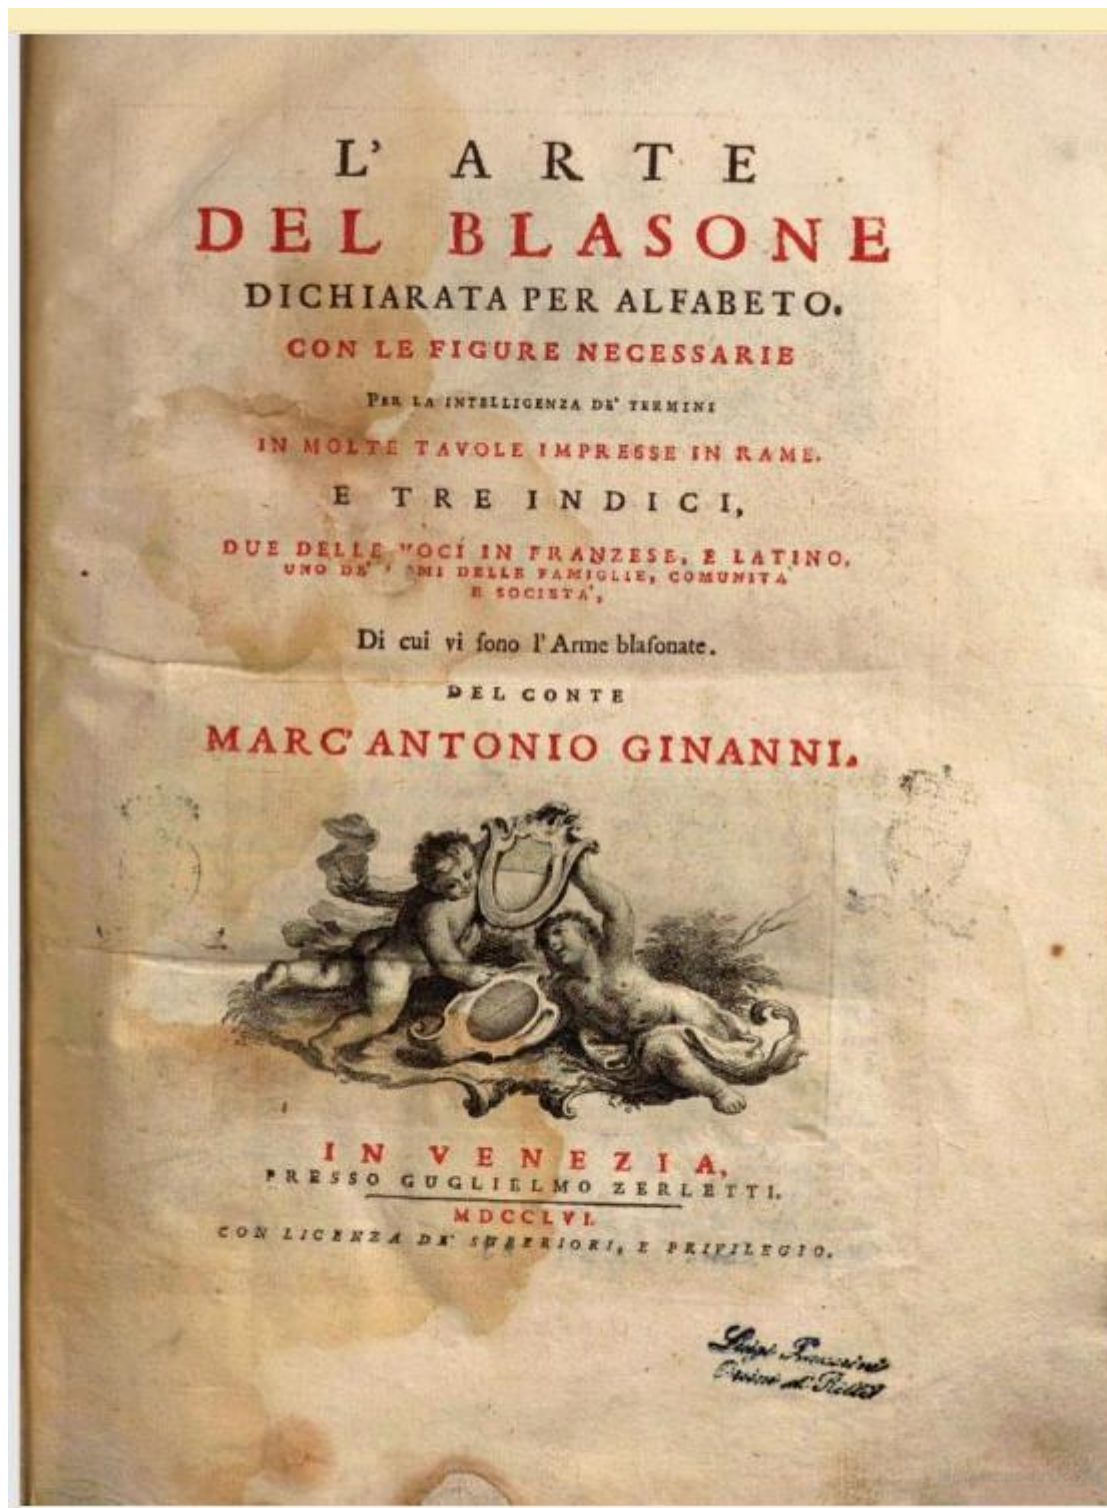 L' ARTE
DEL BLASONE
DICHIARATA PER ALFABETO.
CON LE FIGURE NECESSARIE
PER LA INTELLIGENZA DE' TERMINI
IN MOLTE TAVOLE IMPRESSE IN RAME.
E TRE INDICI,
DUE DELLE VOCI IN FRANZESE, E LATINO,
UNO DE' DELLE FAMIGLIE, COMUNITA'
E SOCIETA',
Di cui vi sono l'Arme blasonate.
DEL CONTE
MARC' ANTONIO GINANNI.
IN VENEZIA,
PRESSO GUGLIELMO ZERLETTI.
MDCCLVI.
CON LICENZA DE' SUPERIORI, E PRIVILEGIO.
Luigi